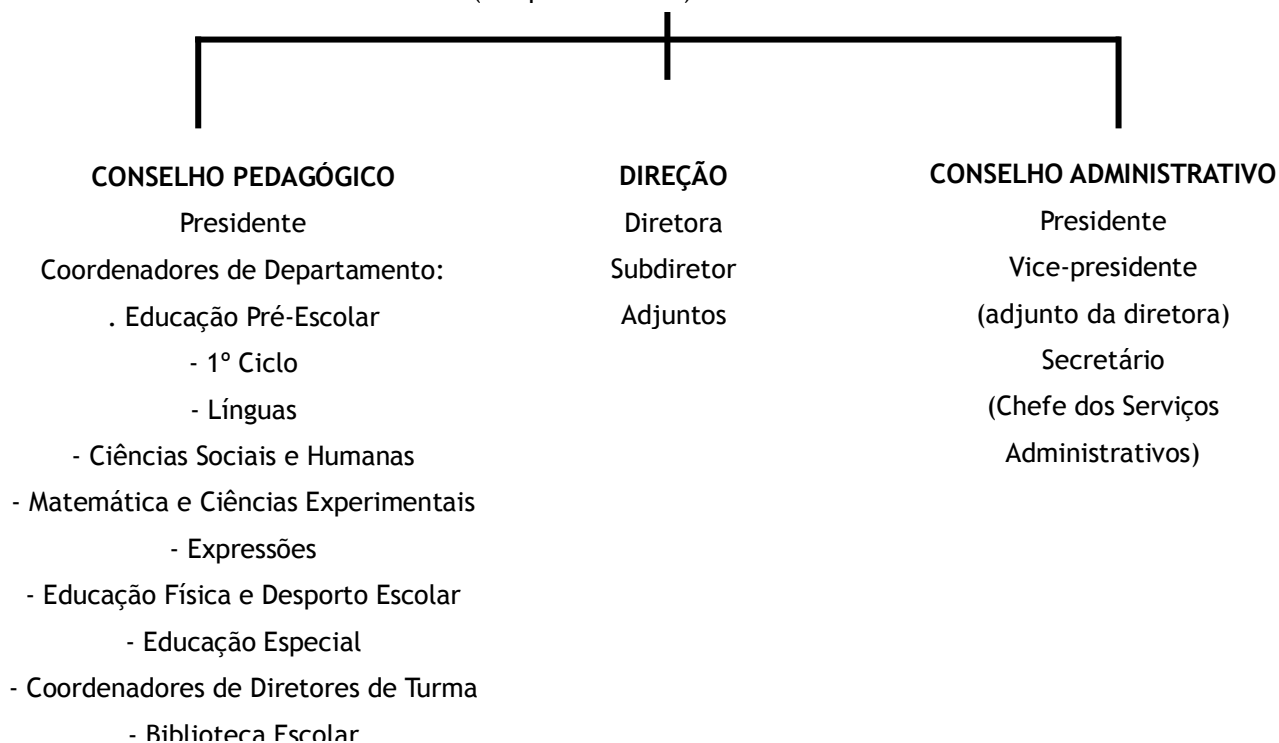 CONSELHO PEDAGÓGICO
Presidente
Coordenadores de Departamento:
. Educação Pré-Escolar
- 1º Ciclo
- Línguas
- Ciências Sociais e Humanas
- Matemática e Ciências Experimentais
- Expressões
- Educação Física e Desporto Escolar
- Educação Especial
- Coordenadores de Diretores de Turma
- Biblioteca Escolar
DIREÇÃO
Diretora
Subdiretor
Adjuntos
CONSELHO ADMINISTRATIVO
Presidente
Vice-presidente
(adjunto da diretora)
Secretário
(Chefe dos Serviços
Administrativos)